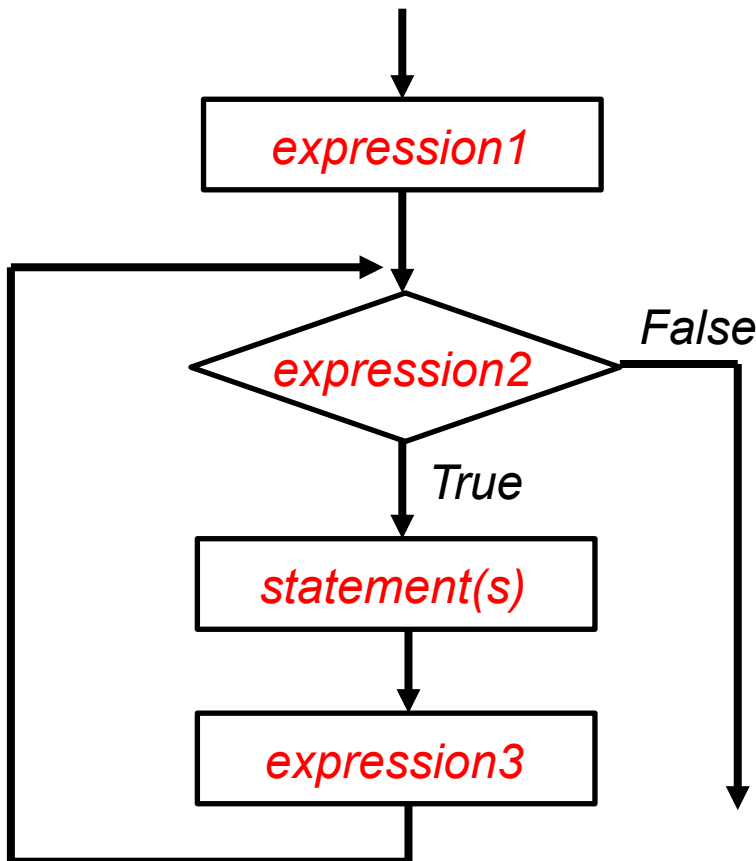 expression1
False
expression2
True
statement(s)
expression3